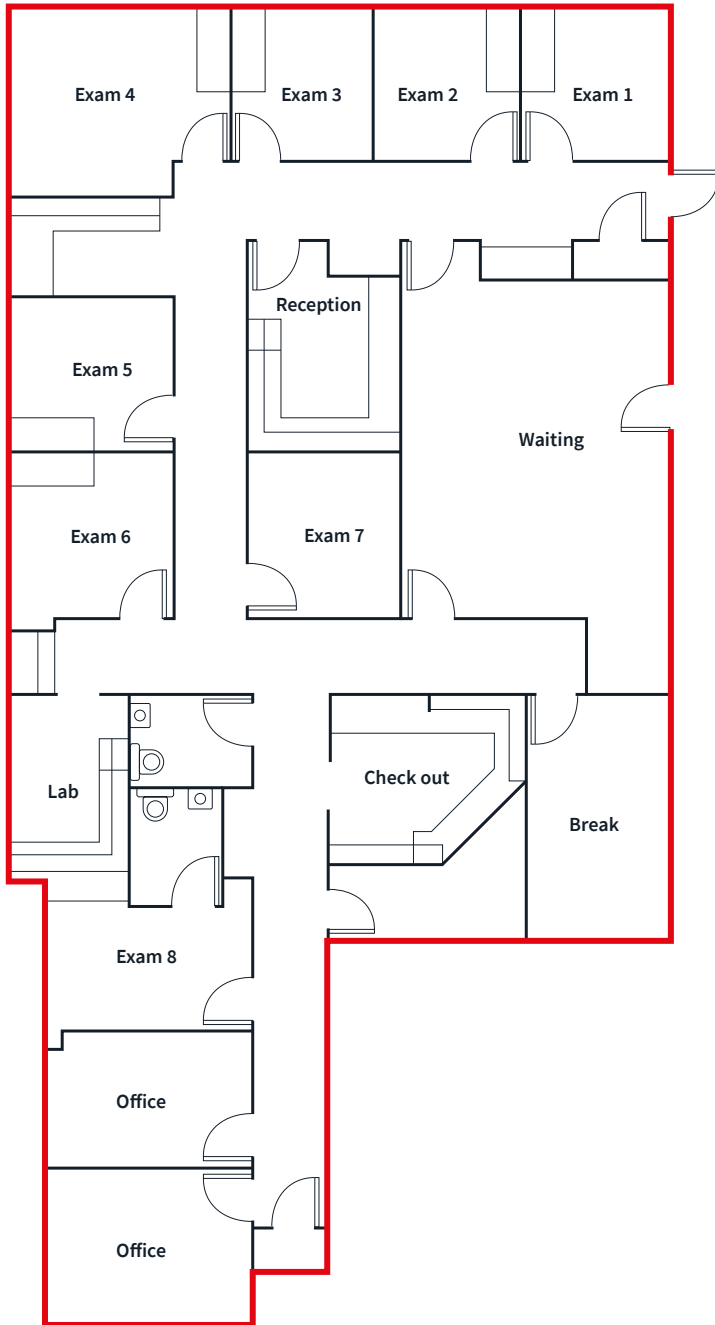 Exam 4
Exam 3
Exam 2
Exam 1
Reception
Exam 5
Waiting
Exam 6
Exam 7
Lab
Check out
Break
Exam 8
Office
Office